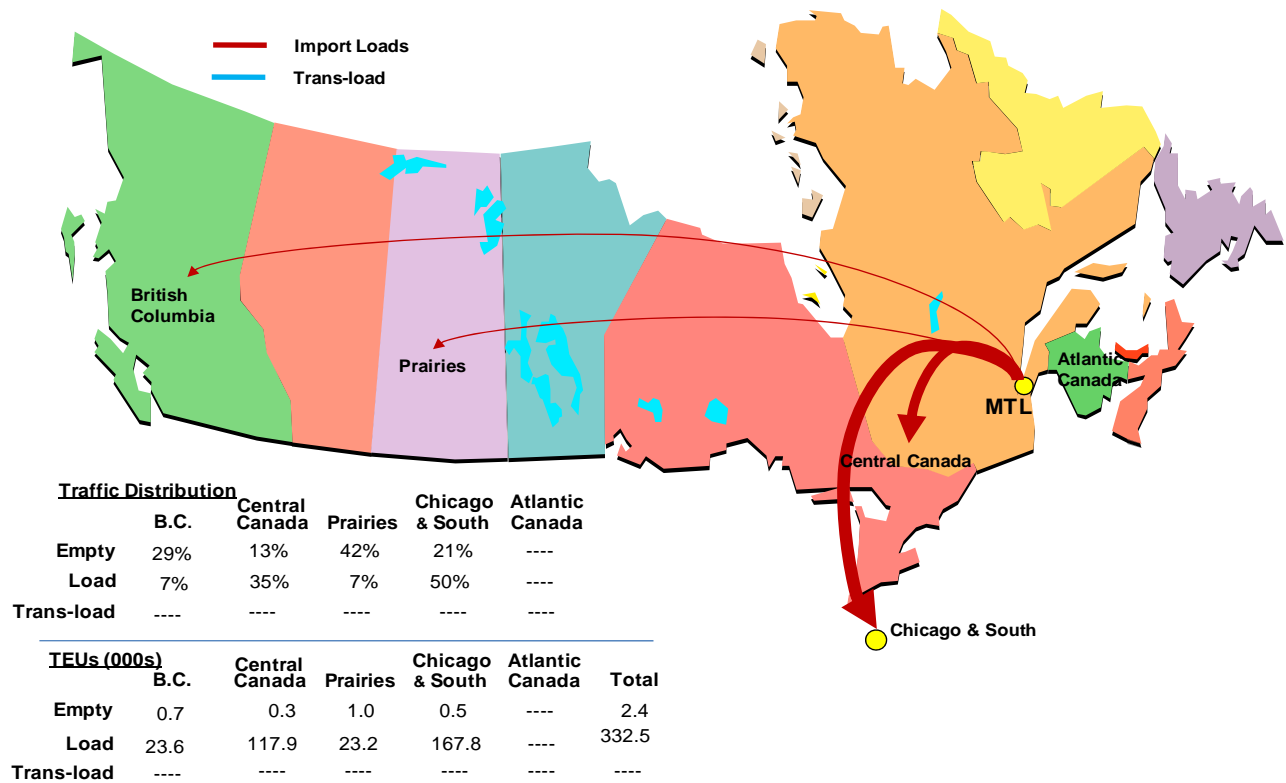 Import Loads
Trans-load
British
Columbia
Prairies
Atlantic
Canada
MTL
Central Canada
Chicago & South
Traffic Distribution
B.C. Central Canada Prairies Chicago & South Atlantic Canada
Empty 29% 13% 42% 21% ----
Load 7% 35% 7% 50% ----
Trans-load ---- ---- ---- ---- ----
TEUs (000s)
B.C. Central Canada Prairies Chicago & South Atlantic Canada Total
Empty 0.7 0.3 1.0 0.5 ---- 2.4
Load 23.6 117.9 23.2 167.8 ---- 332.5
Trans-load ---- ---- ---- ---- ---- ----